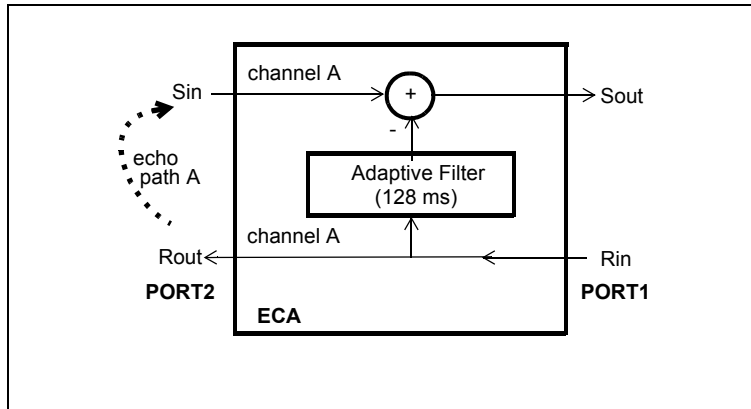 channel A
Sin
+
Sout
-
echo
path A
Adaptive Filter
(128 ms)
channel A
Rout
Rin
PORT2
PORT1
ECA